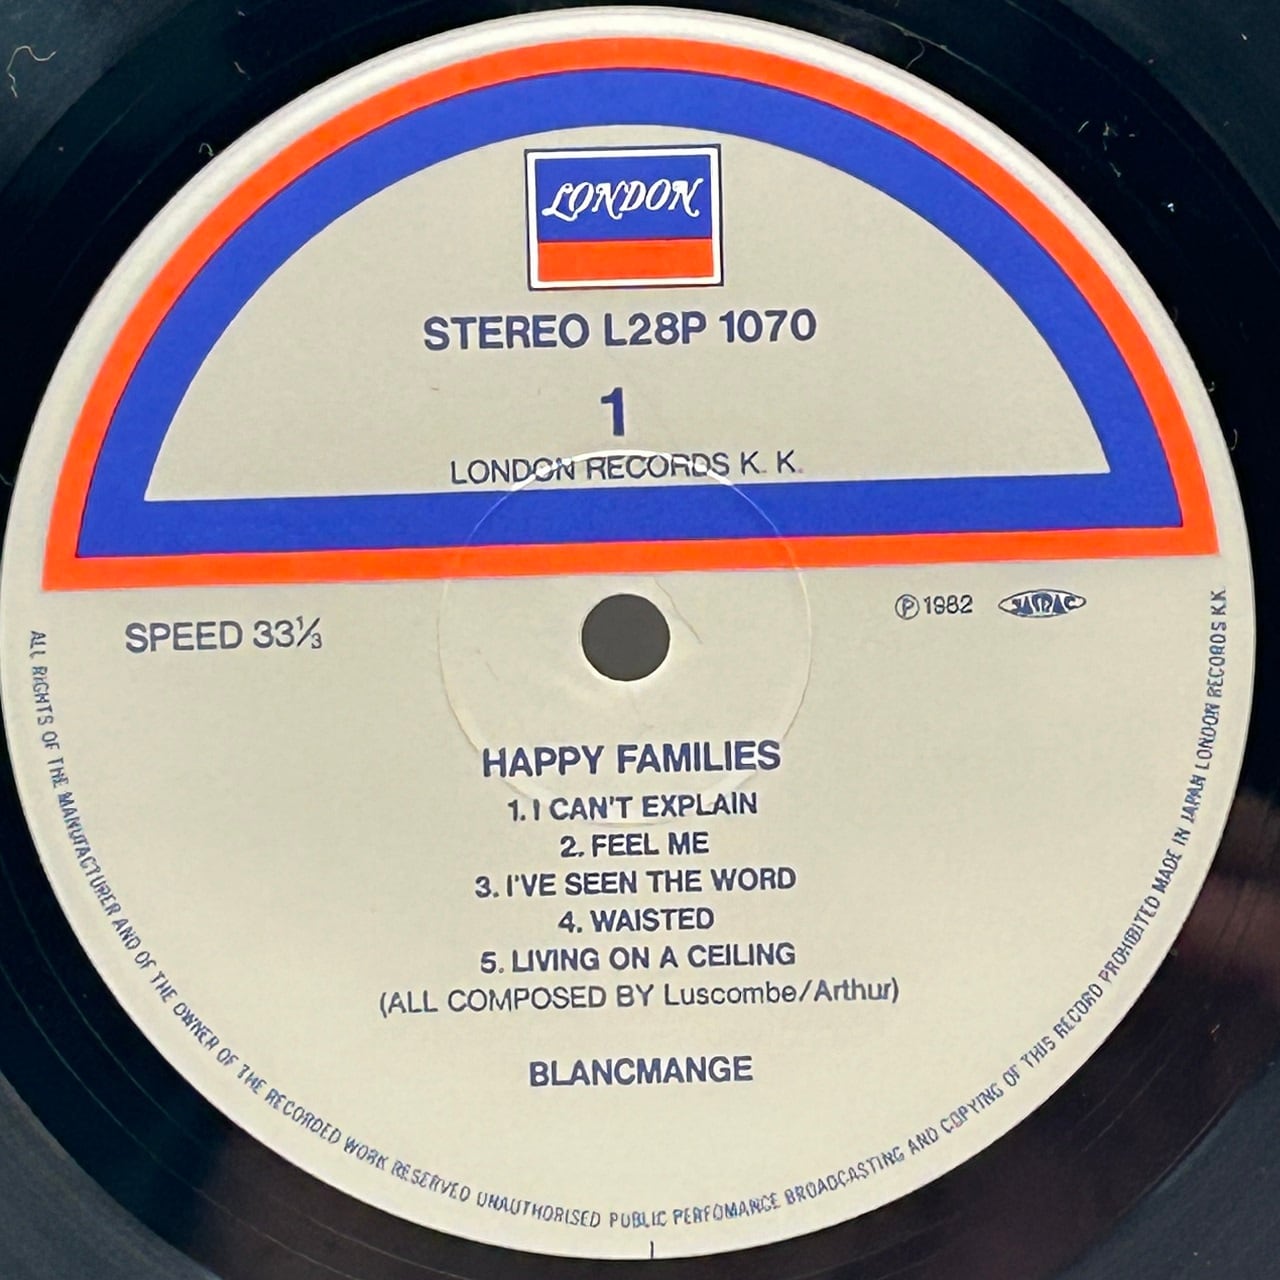 LONDON
STEREO L28P 1070
1
LONDON RECORDS K. K.
SPEED 33⅓
Ⓟ1982 JASRAC
HAPPY FAMILIES
1. I CAN'T EXPLAIN
2. FEEL ME
3. I'VE SEEN THE WORD
4. WAISTED
5. LIVING ON A CEILING
(ALL COMPOSED BY Luscombe/Arthur)
BLANCMANGE
ALL RIGHTS OF THE MANUFACTURER AND OF THE OWNER OF THE RECORDED WORK RESERVED UNAUTHORISED PUBLIC PERFOMANCE BROADCASTING AND COPYING OF THIS RECORD PROHIBITED MADE IN JAPAN LONDON RECORDS K.K.